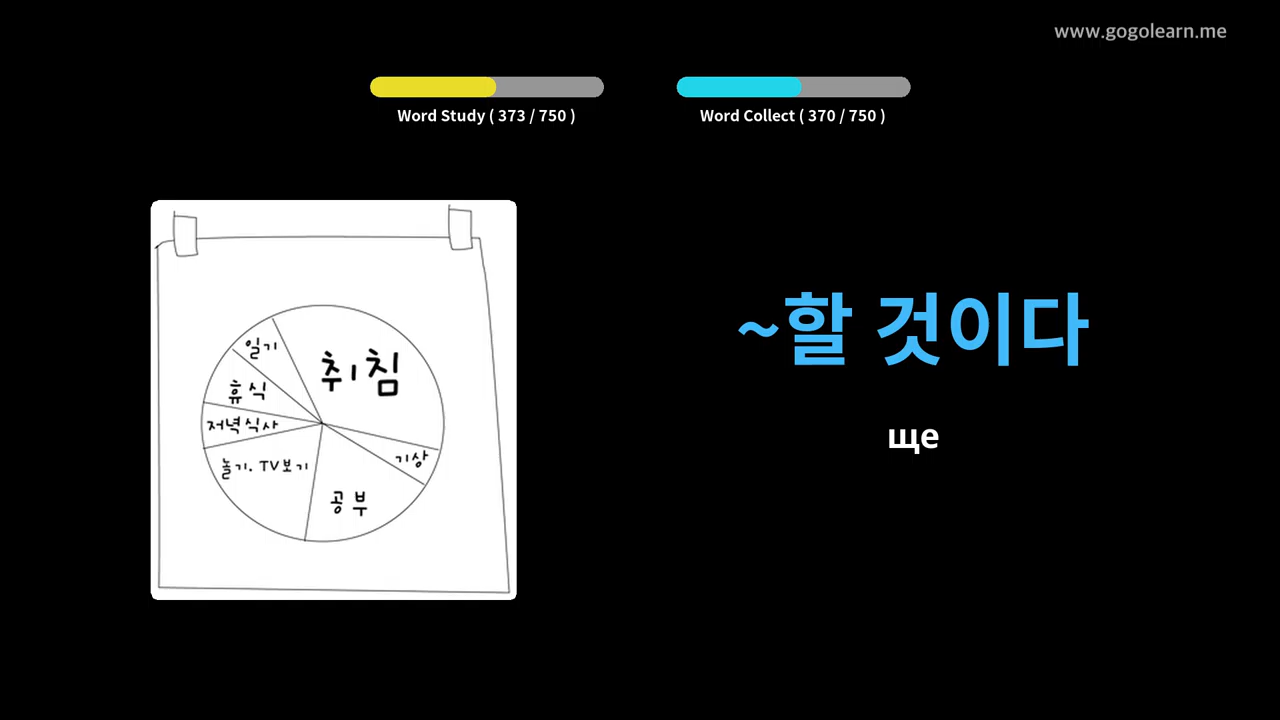 www.gogolearn.me
Word Study ( 373 / 750 )
Word Collect ( 370 / 750 )
일기
취침
휴식
저녁식사
놀기. TV보기
기상
공부
~할 것이다
ще